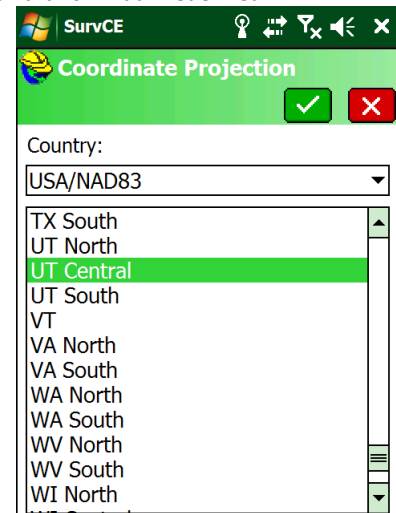 SurvCE
Coordinate Projection
Country:
USA/NAD83
TX South
UT North
UT Central
UT South
VT
VA North
VA South
WA North
WA South
WV North
WV South
WI North